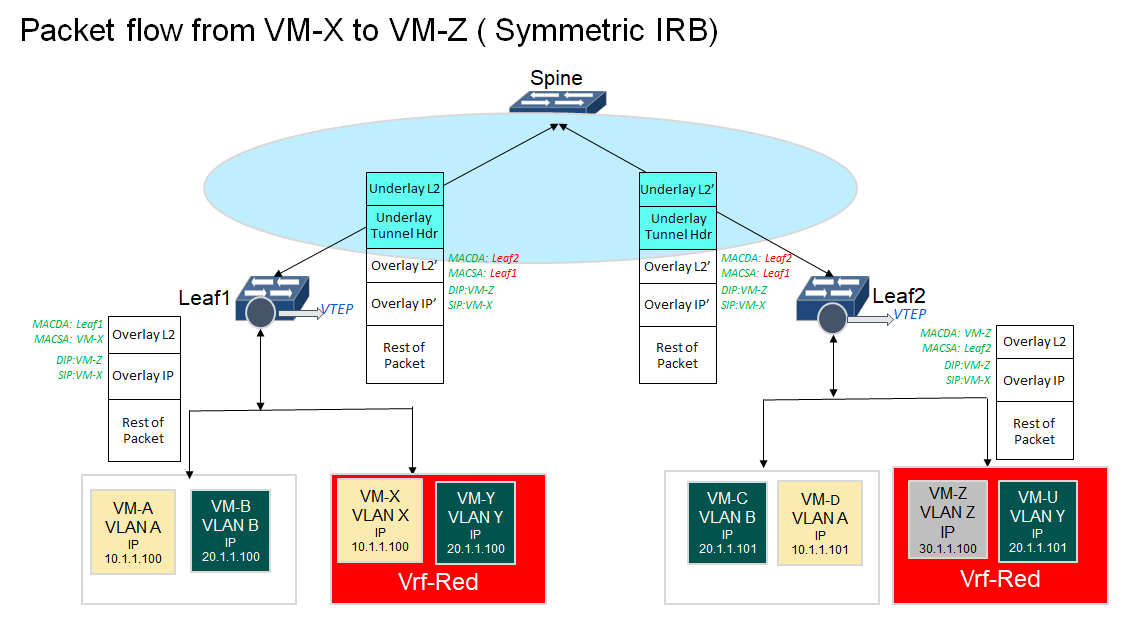 Packet flow from VM-X to VM-Z ( Symmetric IRB)
Spine
Underlay L2
Underlay
Tunnel Hdr
Overlay L2’
Overlay IP’
Rest of
Packet
MACDA: Leaf2
MACSA: Leaf1
DIP:VM-Z
SIP:VM-X
Underlay L2’
Underlay
Tunnel Hdr
Overlay L2’
Overlay IP’
Rest of
Packet
MACDA: Leaf2
MACSA: Leaf1
DIP:VM-Z
SIP:VM-X
Leaf1
VTEP
Leaf2
VTEP
MACDA: Leaf1
MACSA: VM-X
DIP:VM-Z
SIP:VM-X
Overlay L2
Overlay IP
Rest of
Packet
MACDA: VM-Z
MACSA: Leaf2
DIP:VM-Z
SIP:VM-X
Overlay L2
Overlay IP
Rest of
Packet
VM-A
VLAN A
IP
10.1.1.100
VM-B
VLAN B
IP
20.1.1.100
VM-X
VLAN X
IP
10.1.1.100
VM-Y
VLAN Y
IP
20.1.1.100
Vrf-Red
VM-C
VLAN B
IP
20.1.1.101
VM-D
VLAN A
IP
10.1.1.101
VM-Z
VLAN Z
IP
30.1.1.100
VM-U
VLAN Y
IP
20.1.1.101
Vrf-Red